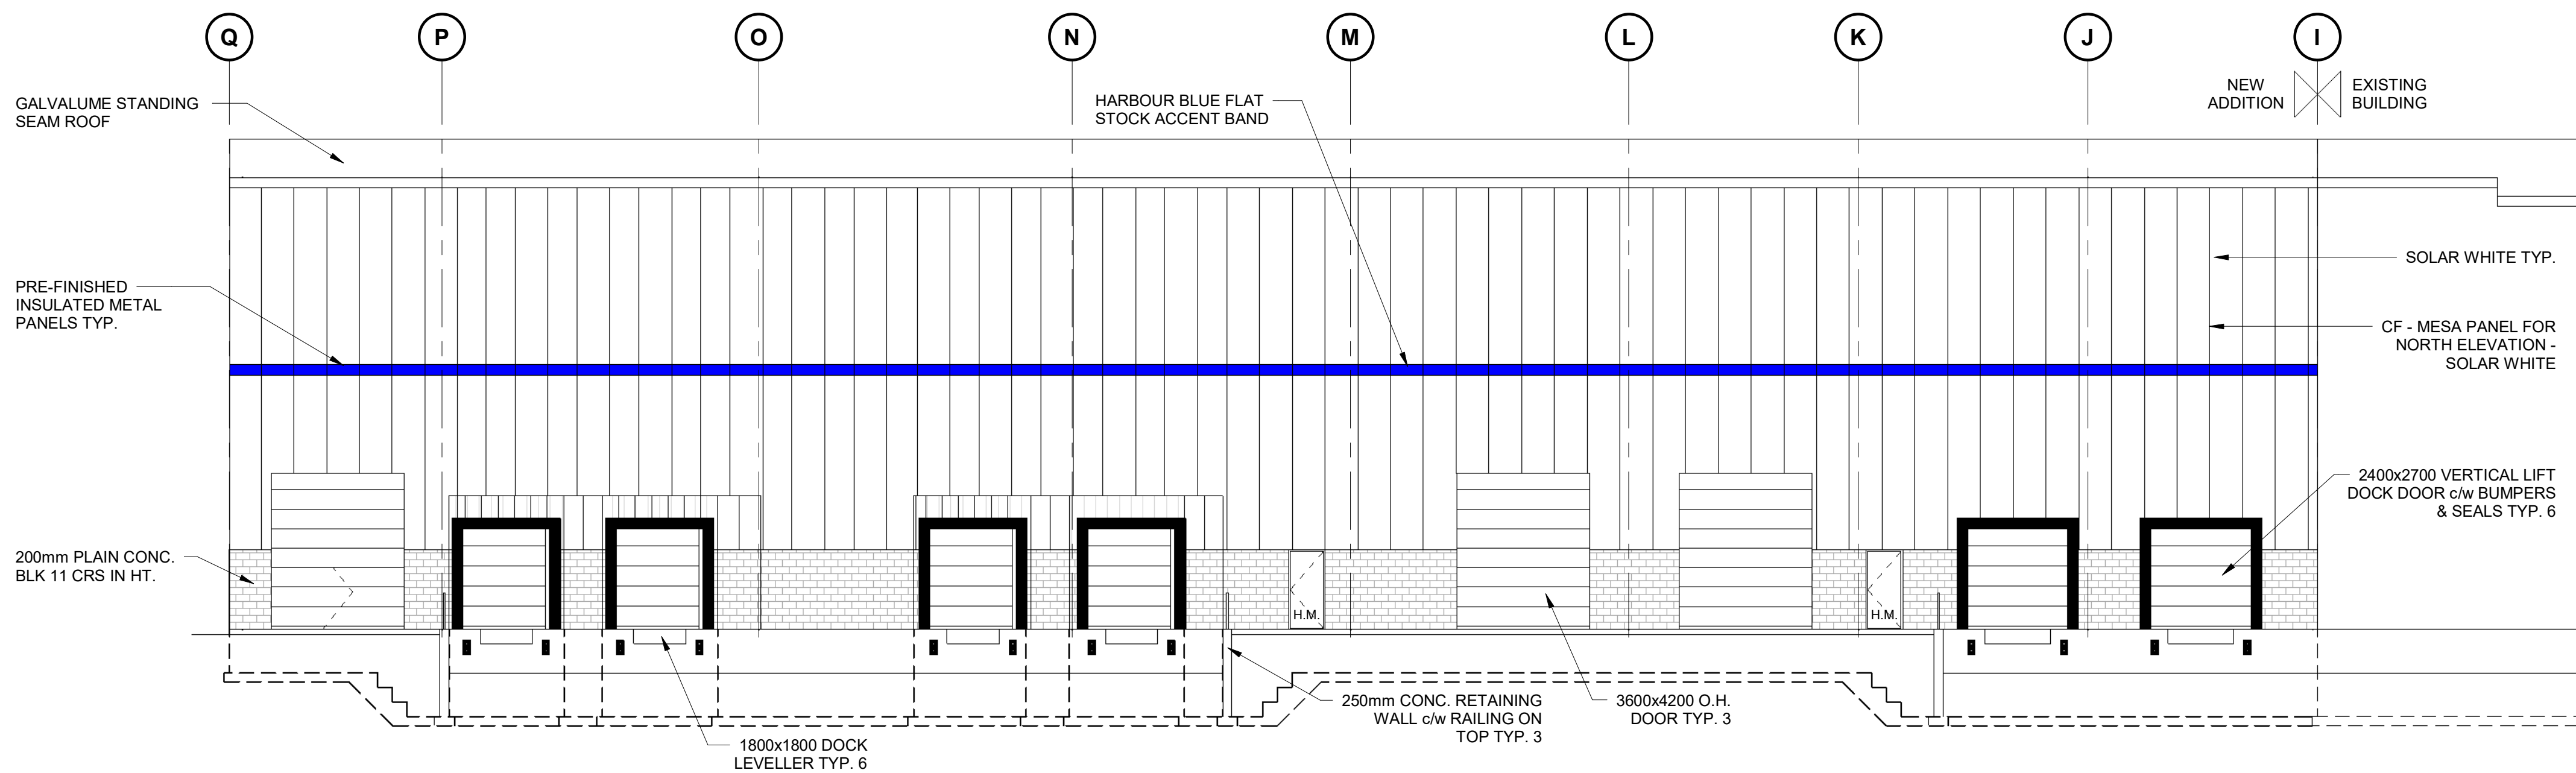 Q
P
O
N
M
L
K
J
I
NEW
ADDITION
EXISTING
BUILDING
GALVALUME STANDING
SEAM ROOF
HARBOUR BLUE FLAT
STOCK ACCENT BAND
SOLAR WHITE TYP.
PRE-FINISHED
INSULATED METAL
PANELS TYP.
CF - MESA PANEL FOR
NORTH ELEVATION -
SOLAR WHITE
2400x2700 VERTICAL LIFT
DOCK DOOR c/w BUMPERS
& SEALS TYP. 6
200mm PLAIN CONC.
BLK 11 CRS IN HT.
H.M.
H.M.
250mm CONC. RETAINING
WALL c/w RAILING ON
TOP TYP. 3
3600x4200 O.H.
DOOR TYP. 3
1800x1800 DOCK
LEVELLER TYP. 6